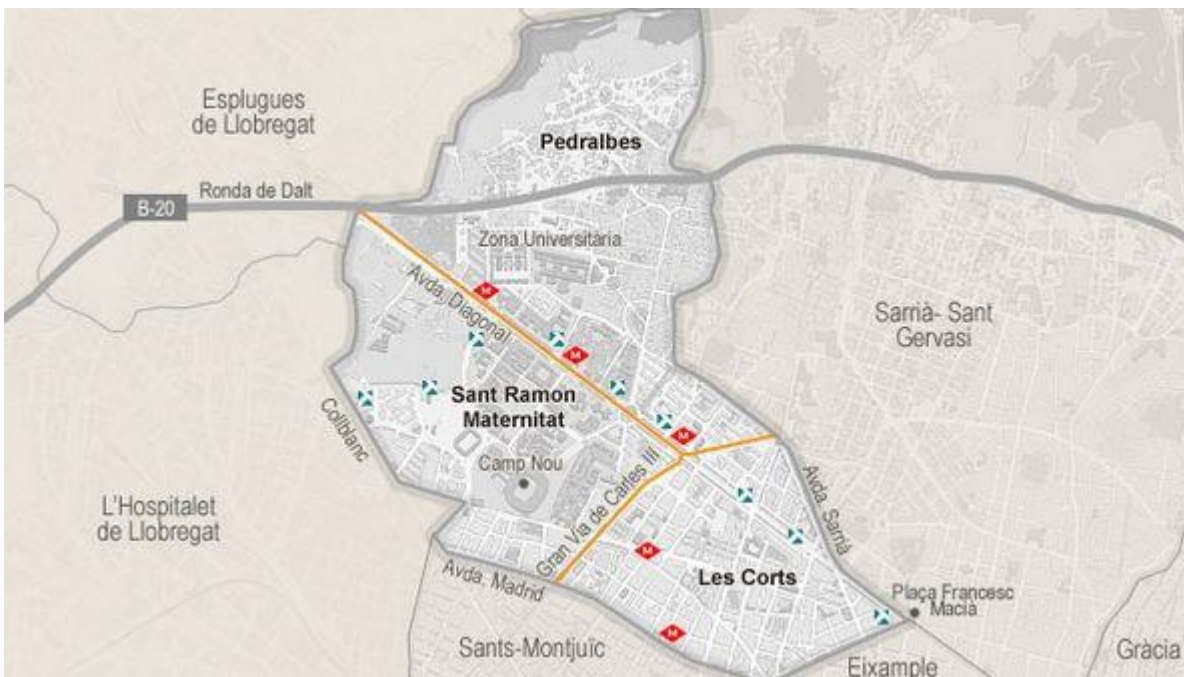 Esplugues
de Llobregat
Pedralbes
Ronda de Dalt
B-20
Zona Universitària
M
Avda. Diagonal
Sarrià- Sant
Gervasi
M
Sant Ramon
Maternitat
Collblanc
M
Camp Nou
Gran Via de Carles III
Avda. Sarrià
L'Hospitalet
de Llobregat
M
Avda. Madrid
Les Corts
Plaça Francesc
Macià
M
Sants-Montjuïc
Eixample
Gràcia